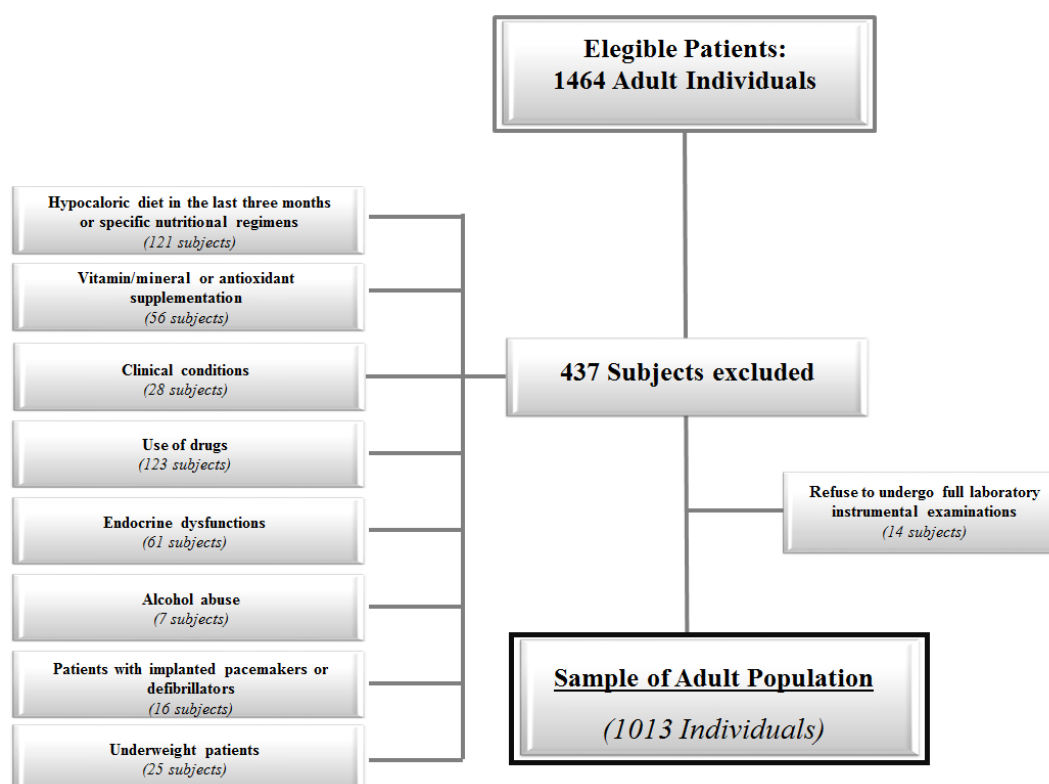 Elegible Patients:
1464 Adult Individuals
Hypocaloric diet in the last three months
or specific nutritional regimens
(121 subjects)
Vitamin/mineral or antioxidant
supplementation
(56 subjects)
Clinical conditions
(28 subjects)
437 Subjects excluded
Use of drugs
(123 subjects)
Refuse to undergo full laboratory
instrumental examinations
(14 subjects)
Endocrine dysfunctions
(61 subjects)
Alcohol abuse
(7 subjects)
Patients with implanted pacemakers or
defibrillators
(16 subjects)
Underweight patients
(25 subjects)
Sample of Adult Population
(1013 Individuals)